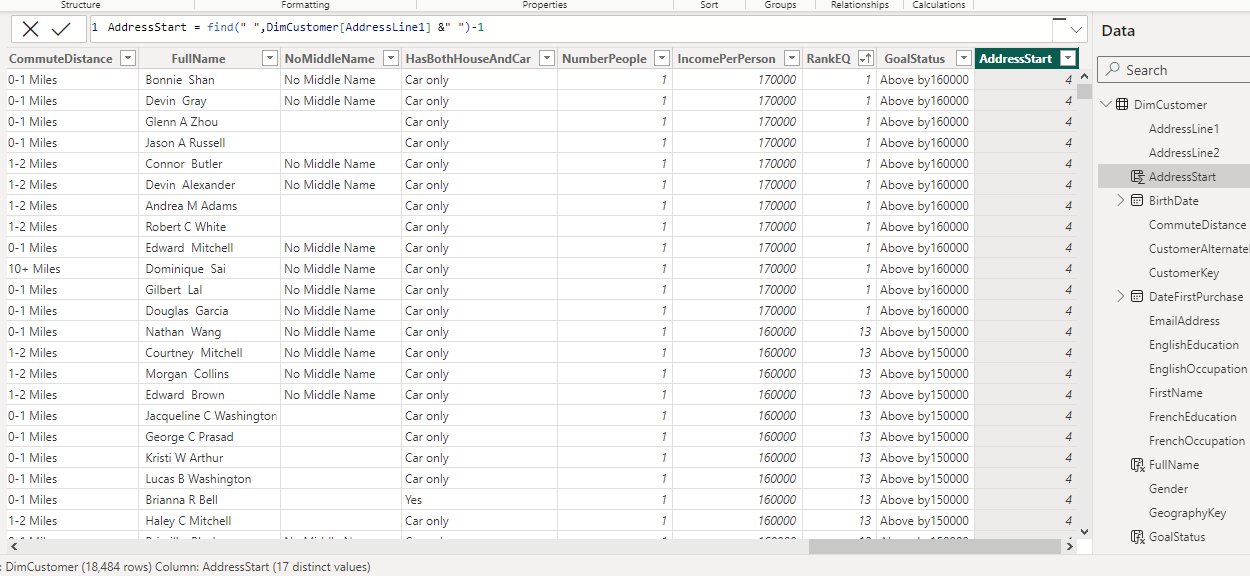 Structure Formatting Properties Sort Groups Relationships Calculations
1 AddressStart = find(" ",DimCustomer[AddressLine1] &" ")-1
CommuteDistance FullName NoMiddleName HasBothHouseAndCar NumberPeople IncomePerPerson RankEQ GoalStatus AddressStart
0-1 Miles Bonnie Shan No Middle Name Car only 1 170000 1 Above by160000 4
0-1 Miles Devin Gray No Middle Name Car only 1 170000 1 Above by160000 4
0-1 Miles Glenn A Zhou Car only 1 170000 1 Above by160000 4
0-1 Miles Jason A Russell Car only 1 170000 1 Above by160000 4
1-2 Miles Connor Butler No Middle Name Car only 1 170000 1 Above by160000 4
1-2 Miles Devin Alexander No Middle Name Car only 1 170000 1 Above by160000 4
1-2 Miles Andrea M Adams Car only 1 170000 1 Above by160000 4
1-2 Miles Robert C White Car only 1 170000 1 Above by160000 4
0-1 Miles Edward Mitchell No Middle Name Car only 1 170000 1 Above by160000 4
10+ Miles Dominique Sai No Middle Name Car only 1 170000 1 Above by160000 4
0-1 Miles Gilbert Lal No Middle Name Car only 1 170000 1 Above by160000 4
0-1 Miles Douglas Garcia No Middle Name Car only 1 170000 1 Above by160000 4
0-1 Miles Nathan Wang No Middle Name Car only 1 160000 13 Above by150000 4
1-2 Miles Courtney Mitchell No Middle Name Car only 1 160000 13 Above by150000 4
1-2 Miles Morgan Collins No Middle Name Car only 1 160000 13 Above by150000 4
1-2 Miles Edward Brown No Middle Name Car only 1 160000 13 Above by150000 4
0-1 Miles Jacqueline C Washington Car only 1 160000 13 Above by150000 4
0-1 Miles George C Prasad Car only 1 160000 13 Above by150000 4
0-1 Miles Kristi W Arthur Car only 1 160000 13 Above by150000 4
0-1 Miles Lucas B Washington Car only 1 160000 13 Above by150000 4
0-1 Miles Brianna R Bell Yes 1 160000 13 Above by150000 4
1-2 Miles Haley C Mitchell Car only 1 160000 13 Above by150000 4
: DimCustomer (18,484 rows) Column: AddressStart (17 distinct values)
Data
Search
DimCustomer
AddressLine1
AddressLine2
AddressStart
BirthDate
CommuteDistance
CustomerAlternate
CustomerKey
DateFirstPurchase
EmailAddress
EnglishEducation
EnglishOccupation
FirstName
FrenchEducation
FrenchOccupation
FullName
Gender
GeographyKey
GoalStatus